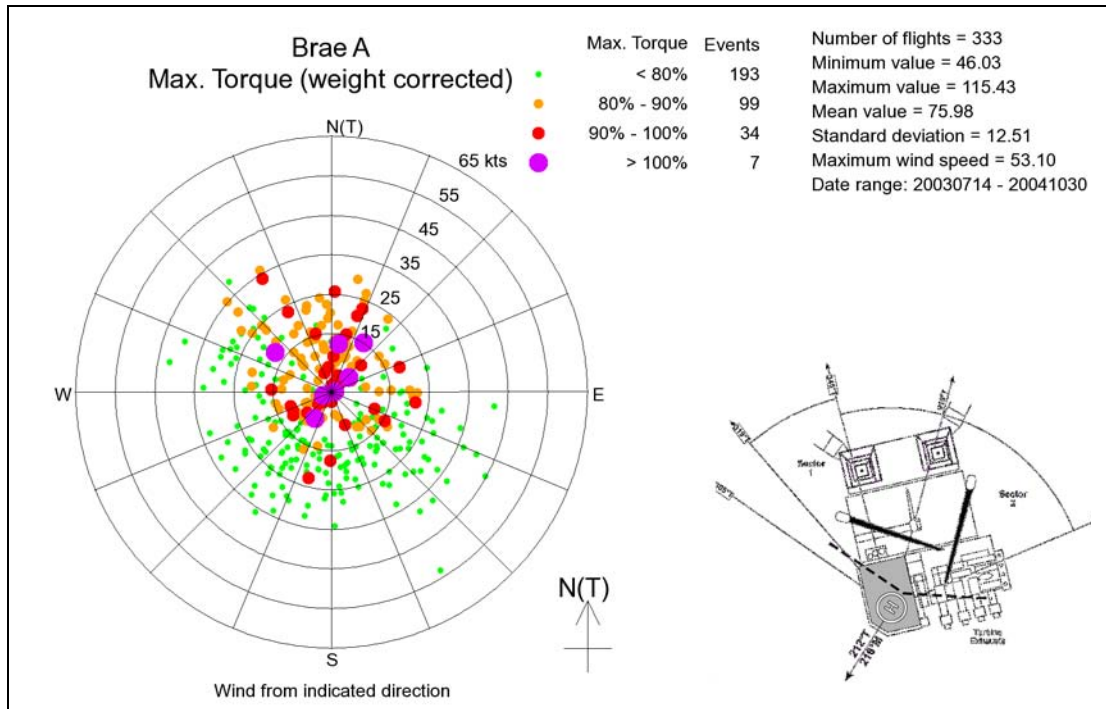 Brae A
Max. Torque (weight corrected)
Max. Torque Events
< 80% 193
80% - 90% 99
90% - 100% 34
> 100% 7
Number of flights = 333
Minimum value = 46.03
Maximum value = 115.43
Mean value = 75.98
Standard deviation = 12.51
Maximum wind speed = 53.10
Date range: 20030714 - 20041030
N(T)
65 kts
55
45
35
25
15
W
E
S
Wind from indicated direction
N(T)
Sector
1
Sector
2
Turbine
Exhausts
212°T